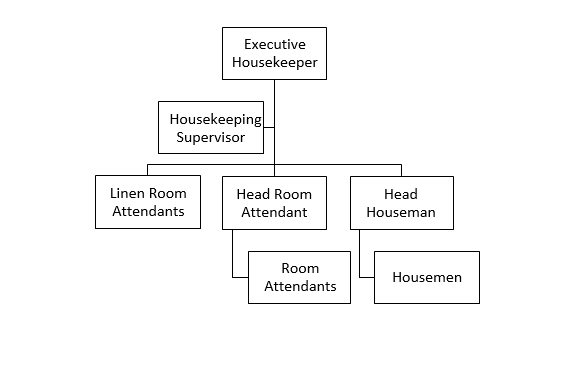 Executive
Housekeeper
Housekeeping
Supervisor
Linen Room
Attendants
Head Room
Attendant
Head
Houseman
Room
Attendants
Housemen